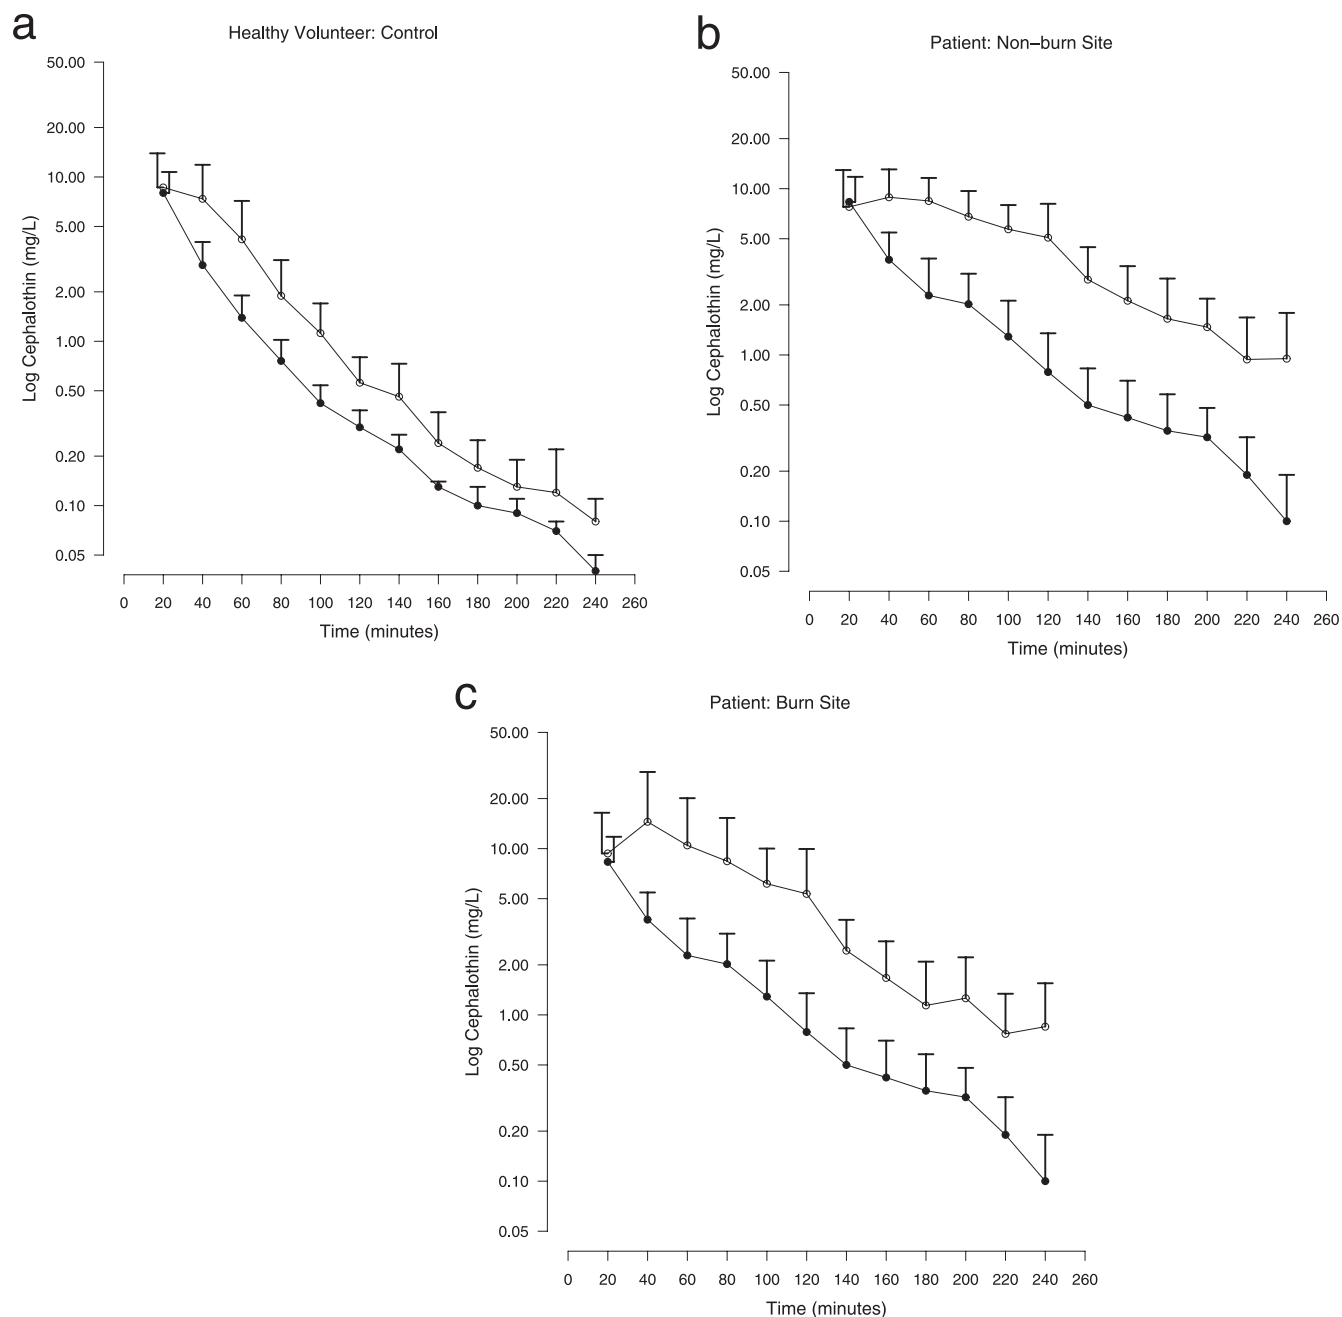 a
Healthy Volunteer: Control
Log Cephalothin (mg/L)
50.00
20.00
10.00
5.00
2.00
1.00
0.50
0.20
0.10
0.05
0 20 40 60 80 100 120 140 160 180 200 220 240 260
Time (minutes)
b
Patient: Non–burn Site
Log Cephalothin (mg/L)
50.00
20.00
10.00
5.00
2.00
1.00
0.50
0.20
0.10
0.05
0 20 40 60 80 100 120 140 160 180 200 220 240 260
Time (minutes)
c
Patient: Burn Site
Log Cephalothin (mg/L)
50.00
20.00
10.00
5.00
2.00
1.00
0.50
0.20
0.10
0.05
0 20 40 60 80 100 120 140 160 180 200 220 240 260
Time (minutes)